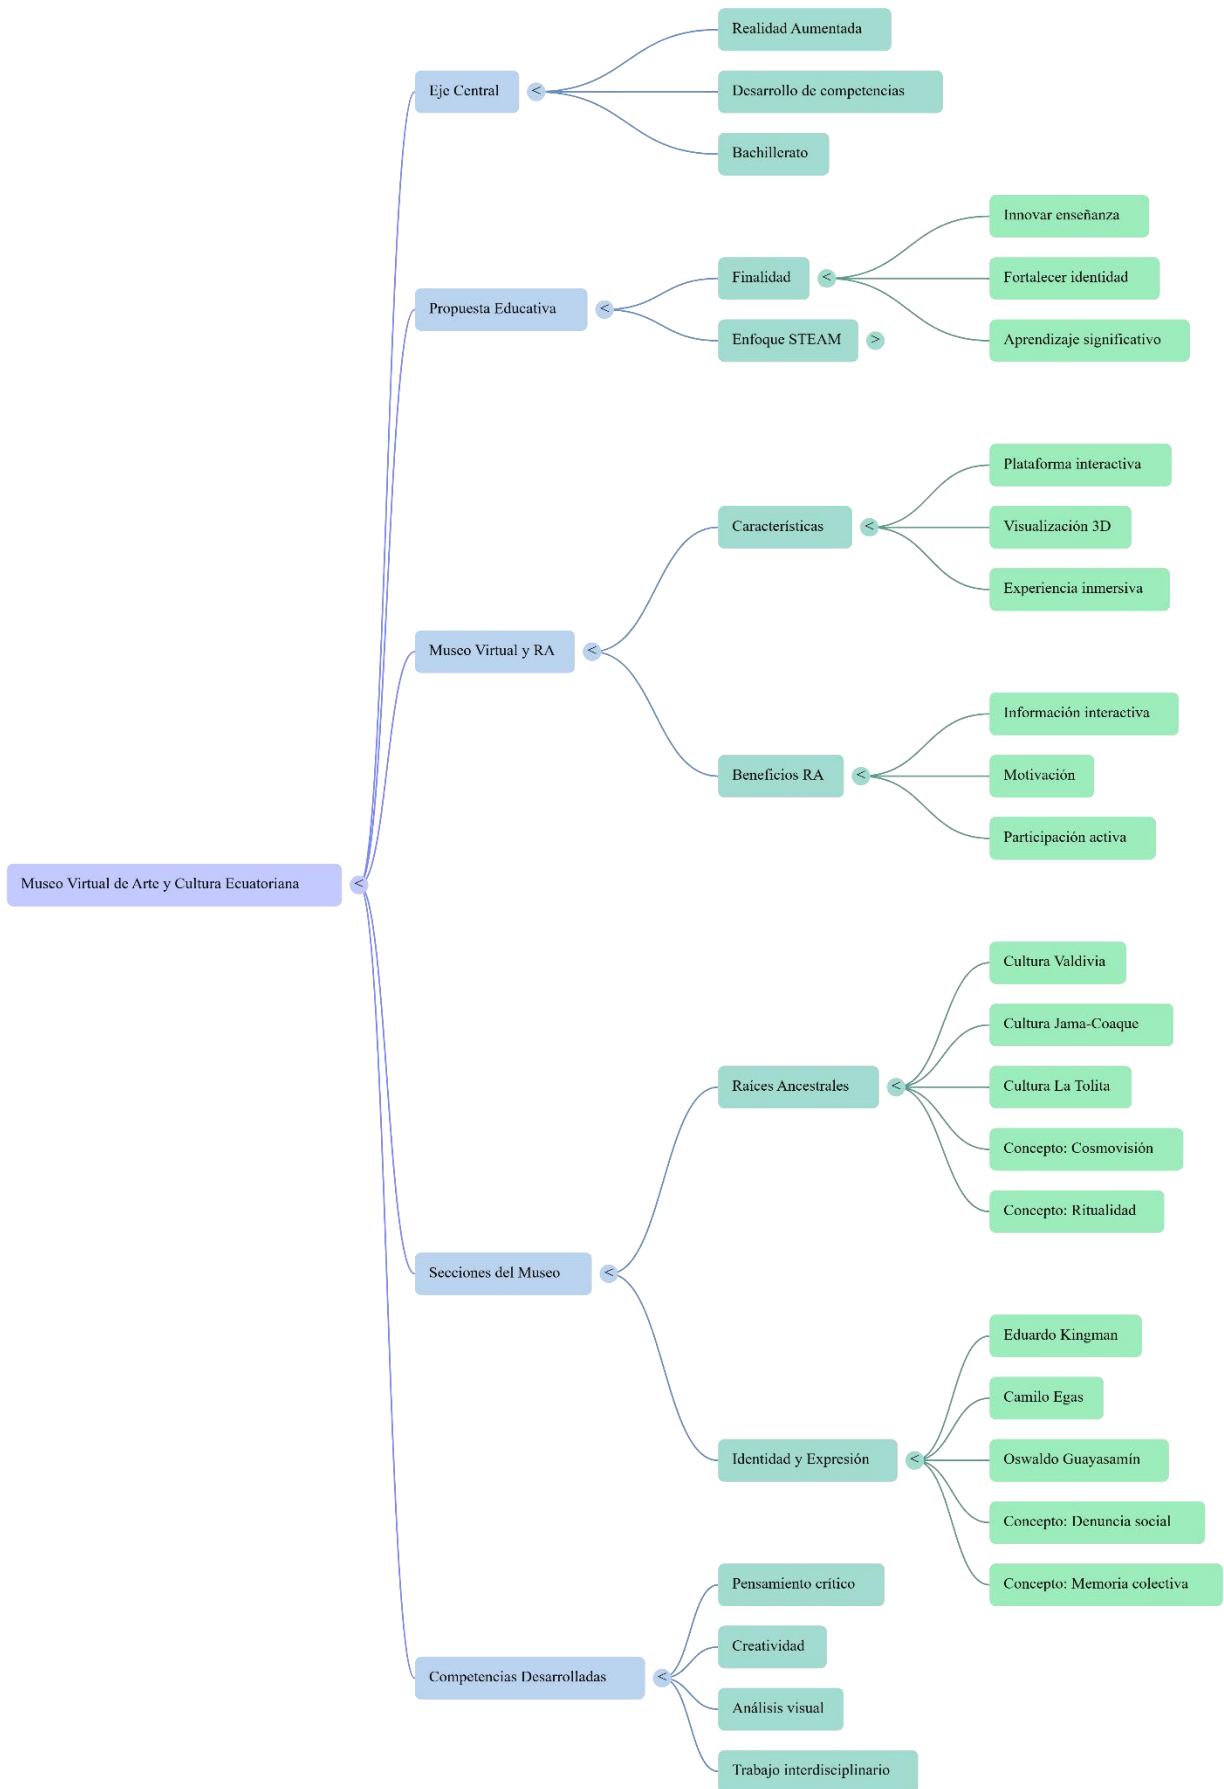 Museo Virtual de Arte y Cultura Ecuatoriana
<
Eje Central
<
Realidad Aumentada
Desarrollo de competencias
Bachillerato
Propuesta Educativa
<
Finalidad
<
Innovar enseñanza
Fortalecer identidad
Aprendizaje significativo
Enfoque STEAM
>
Museo Virtual y RA
<
Características
<
Plataforma interactiva
Visualización 3D
Experiencia inmersiva
Beneficios RA
<
Información interactiva
Motivación
Participación activa
Secciones del Museo
<
Raíces Ancestrales
<
Cultura Valdivia
Cultura Jama-Coaque
Cultura La Tolita
Concepto: Cosmovisión
Concepto: Ritualidad
Identidad y Expresión
<
Eduardo Kingman
Camilo Egas
Oswaldo Guayasamín
Concepto: Denuncia social
Concepto: Memoria colectiva
Competencias Desarrolladas
<
Pensamiento crítico
Creatividad
Análisis visual
Trabajo interdisciplinario